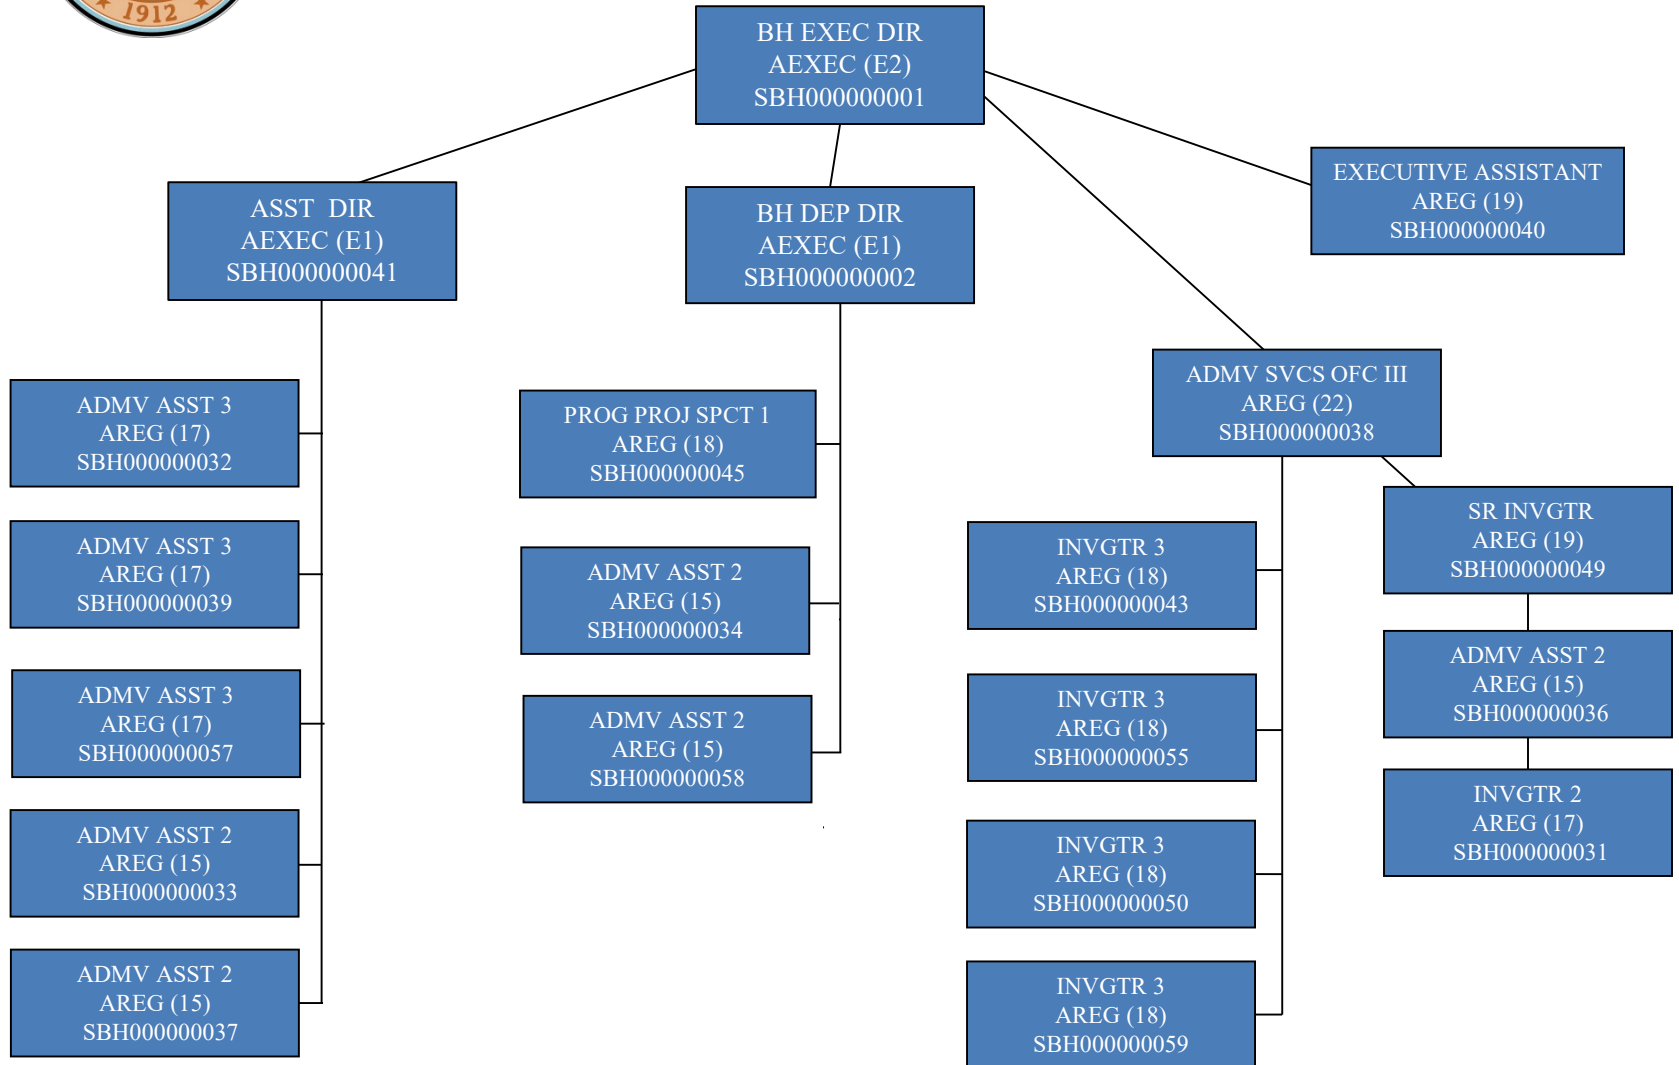 1912
BH EXEC DIR
AEXEC (E2)
SBH000000001
EXECUTIVE ASSISTANT
AREG (19)
SBH000000040
ASST  DIR
AEXEC (E1)
SBH000000041
BH DEP DIR
AEXEC (E1)
SBH000000002
ADMV SVCS OFC III
AREG (22)
SBH000000038
ADMV ASST 3
AREG (17)
SBH000000032
ADMV ASST 3
AREG (17)
SBH000000039
ADMV ASST 3
AREG (17)
SBH000000057
ADMV ASST 2
AREG (15)
SBH000000033
ADMV ASST 2
AREG (15)
SBH000000037
PROG PROJ SPCT 1
AREG (18)
SBH000000045
ADMV ASST 2
AREG (15)
SBH000000034
ADMV ASST 2
AREG (15)
SBH000000058
INVGTR 3
AREG (18)
SBH000000043
INVGTR 3
AREG (18)
SBH000000055
INVGTR 3
AREG (18)
SBH000000050
INVGTR 3
AREG (18)
SBH000000059
SR INVGTR
AREG (19)
SBH000000049
ADMV ASST 2
AREG (15)
SBH000000036
INVGTR 2
AREG (17)
SBH000000031